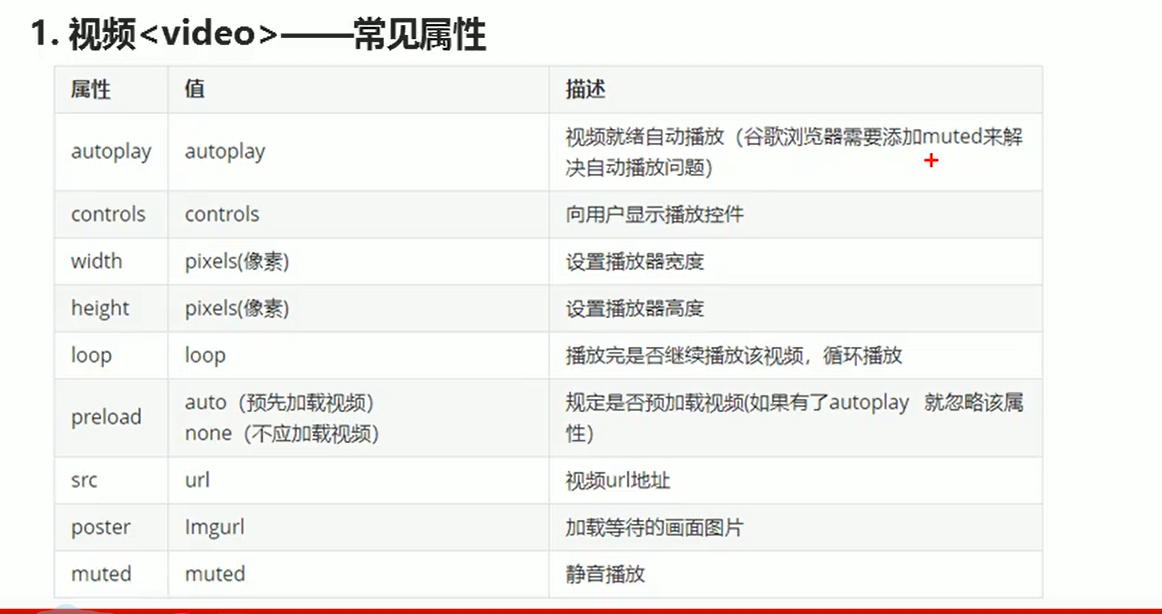 1. 视频<video>——常见属性
属性 值 描述
autoplay autoplay 视频就绪自动播放（谷歌浏览器需要添加muted来解
决自动播放问题）
controls controls 向用户显示播放控件
width pixels(像素) 设置播放器宽度
height pixels(像素) 设置播放器高度
loop loop 播放完是否继续播放该视频，循环播放
preload auto（预先加载视频） 规定是否预加载视频(如果有了autoplay 就忽略该属
none（不应加载视频） 性）
src url 视频url地址
poster Imgurl 加载等待的画面图片
muted muted 静音播放